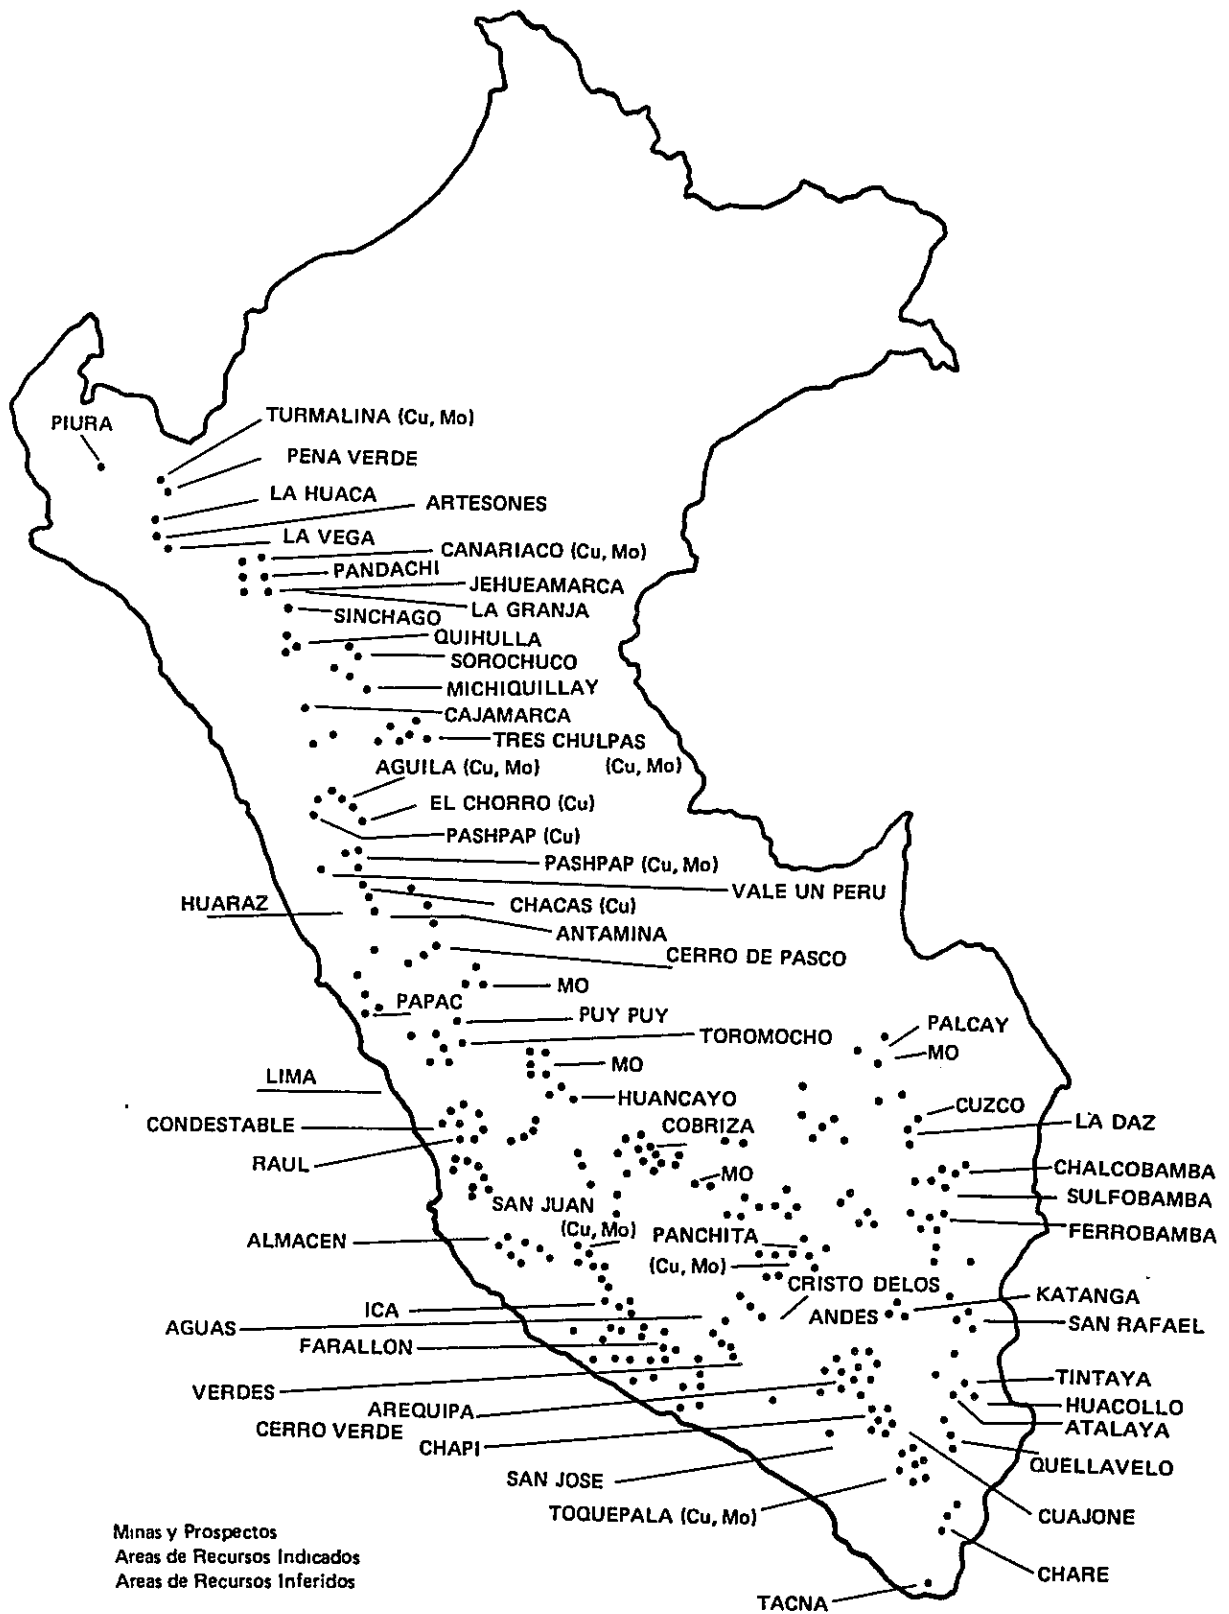 PIURA
TURMALINA (Cu, Mo)
PENA VERDE
LA HUACA
ARTESONES
LA VEGA
CANARIACO (Cu, Mo)
PANDACHI
JEHUEAMARCA
LA GRANJA
SINCHAGO
QUIHULLA
SOROCHUCO
MICHIQUILLAY
CAJAMARCA
TRES CHULPAS
(Cu, Mo)
AGUILA (Cu, Mo)
EL CHORRO (Cu)
PASHPAP (Cu)
PASHPAP (Cu, Mo)
VALE UN PERU
HUARAZ
CHACAS (Cu)
ANTAMINA
CERRO DE PASCO
MO
PAPAC
PUY PUY
TOROMOCHO
PALCAY
MO
MO
LIMA
HUANCAYO
CUZCO
LA DAZ
CONDESTABLE
COBRIZA
RAUL
MO
CHALCOBAMBA
SULFOBAMBA
SAN JUAN
(Cu, Mo)
FERROBAMBA
ALMACEN
PANCHITA
(Cu, Mo)
CRISTO DELOS
ANDES
KATANGA
ICA
SAN RAFAEL
AGUAS
FARALLON
VERDES
TINTAYA
AREQUIPA
HUACOLLO
CERRO VERDE
ATALAYA
CHAPI
QUELLAVELO
SAN JOSE
TOQUEPALA (Cu, Mo)
CUAJONE
CHARE
TACNA
Minas y Prospectos
Areas de Recursos Indicados
Areas de Recursos Inferidos